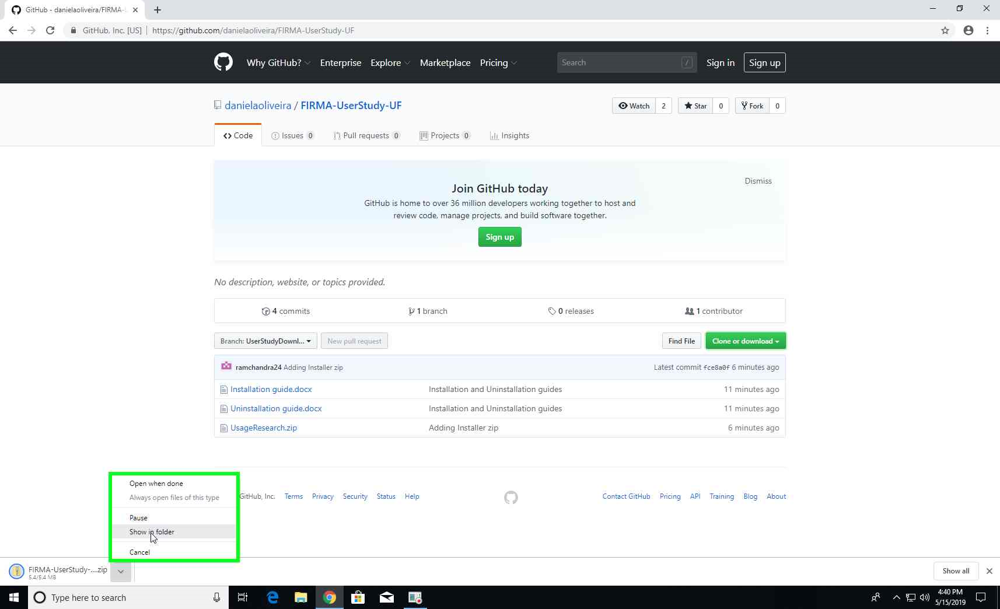 GitHub - danielaoliveira/FIRMA-
GitHub, Inc. [US] https://github.com/danielaoliveira/FIRMA-UserStudy-UF
Why GitHub? Enterprise Explore Marketplace Pricing Search / Sign in Sign up
danielaoliveira / FIRMA-UserStudy-UF Watch 2 Star 0 Fork 0
Code Issues 0 Pull requests 0 Projects 0 Insights
Dismiss
Join GitHub today
GitHub is home to over 36 million developers working together to host and
review code, manage projects, and build software together.
Sign up
No description, website, or topics provided.
4 commits 1 branch 0 releases 1 contributor
Branch: UserStudyDownl... New pull request Find File Clone or download
ramchandra24 Adding Installer zip Latest commit fce8a0f 6 minutes ago
Installation guide.docx Installation and Uninstallation guides 11 minutes ago
Uninstallation guide.docx Installation and Uninstallation guides 11 minutes ago
UsageResearch.zip Adding Installer zip 6 minutes ago
Open when done
Always open files of this type
Pause
Show in folder
Cancel
GitHub, Inc. Terms Privacy Security Status Help Contact GitHub Pricing API Training Blog About
FIRMA-UserStudy-....zip
5.4/5.4 MB
Show all
Type here to search
4:40 PM
5/15/2019